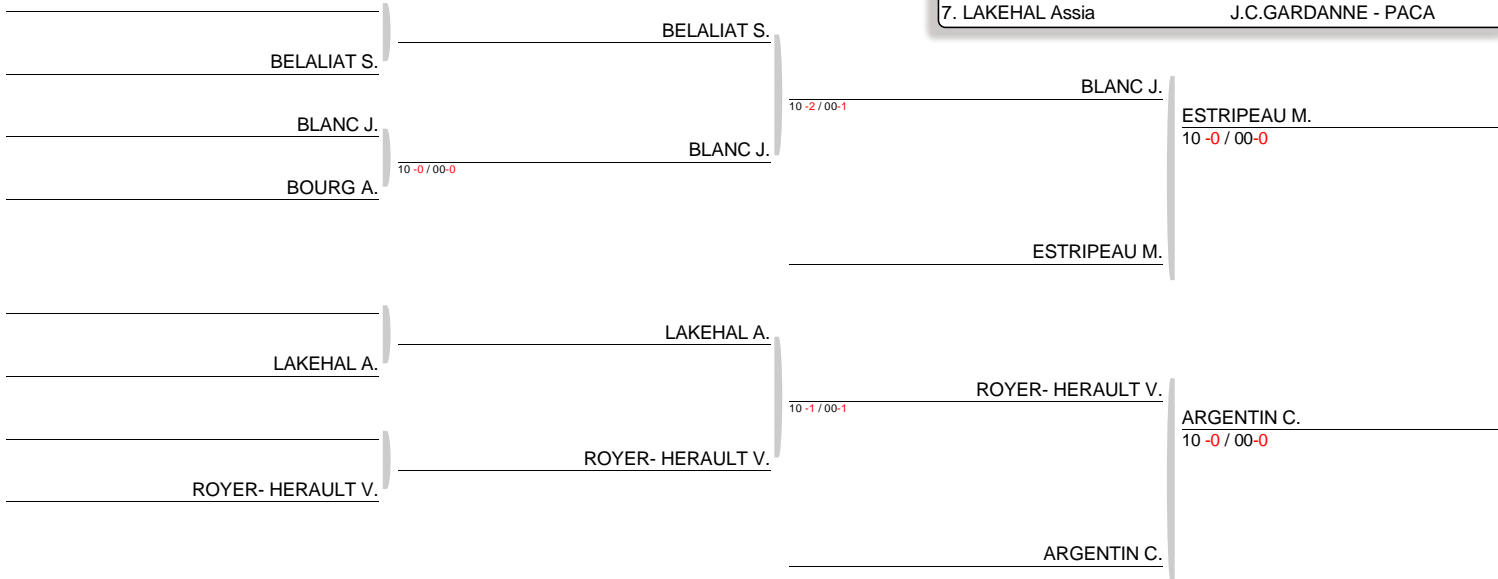 7. LAKEHAL Assia J.C.GARDANNE - PACA
BELALIAT S.
BELALIAT S.
BLANC J.
10 -2 / 00-1
ESTRIPEAU M.
10 -0 / 00-0
BLANC J.
BLANC J.
10 -0 / 00-0
BOURG A.
ESTRIPEAU M.
LAKEHAL A.
LAKEHAL A.
ROYER- HERAULT V.
10 -1 / 00-1
ARGENTIN C.
10 -0 / 00-0
ROYER- HERAULT V.
ROYER- HERAULT V.
ARGENTIN C.